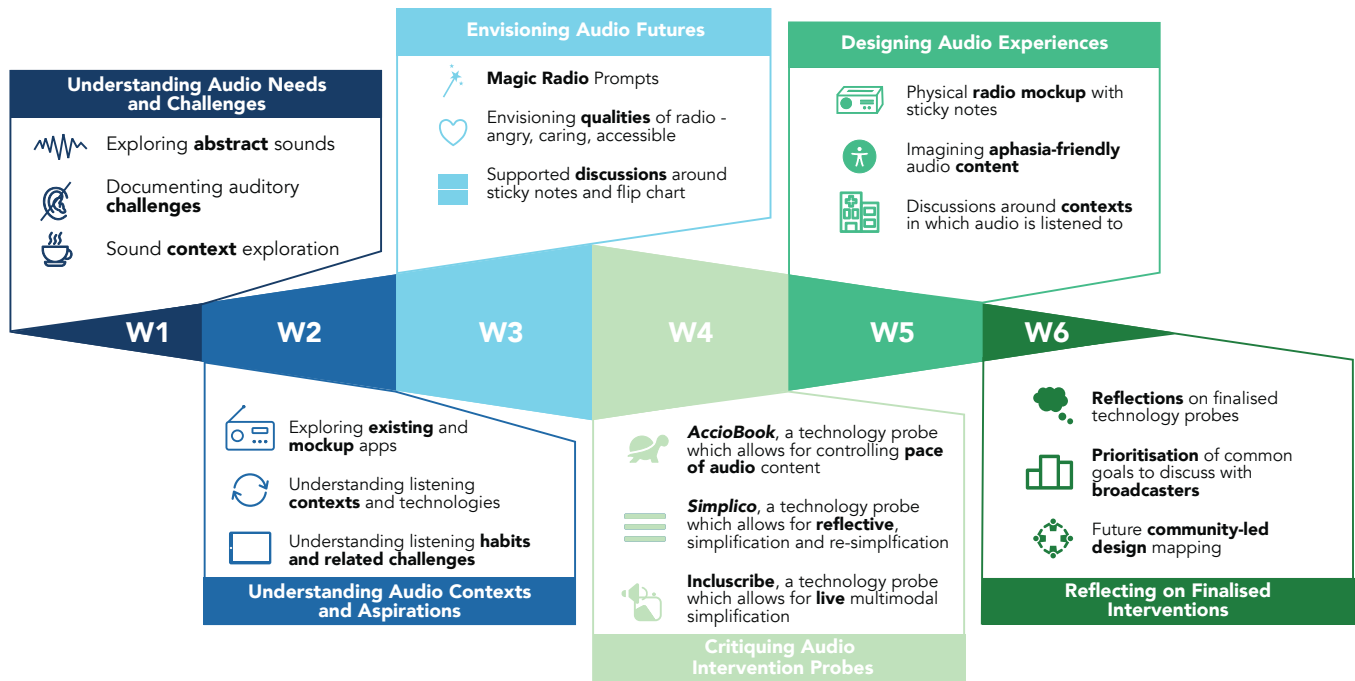 Understanding Audio Needs
and Challenges
Exploring abstract sounds
Documenting auditory
challenges
Sound context exploration
Envisioning Audio Futures
Magic Radio Prompts
Envisioning qualities of radio -
angry, caring, accessible
Supported discussions around
sticky notes and flip chart
Designing Audio Experiences
Physical radio mockup with
sticky notes
Imagining aphasia-friendly
audio content
Discussions around contexts
in which audio is listened to
W1
W2
W3
W4
W5
W6
Exploring existing and
mockup apps
Understanding listening
contexts and technologies
Understanding listening habits
and related challenges
Understanding Audio Contexts
and Aspirations
AccioBook, a technology probe
which allows for controlling pace
of audio content
Simplico, a technology probe
which allows for reflective,
simplification and re-simplfication
Incluscribe, a technology probe
which allows for live multimodal
simplification
Critiquing Audio
Intervention Probes
Reflections on finalised
technology probes
Prioritisation of common
goals to discuss with
broadcasters
Future community-led
design mapping
Reflecting on Finalised
Interventions